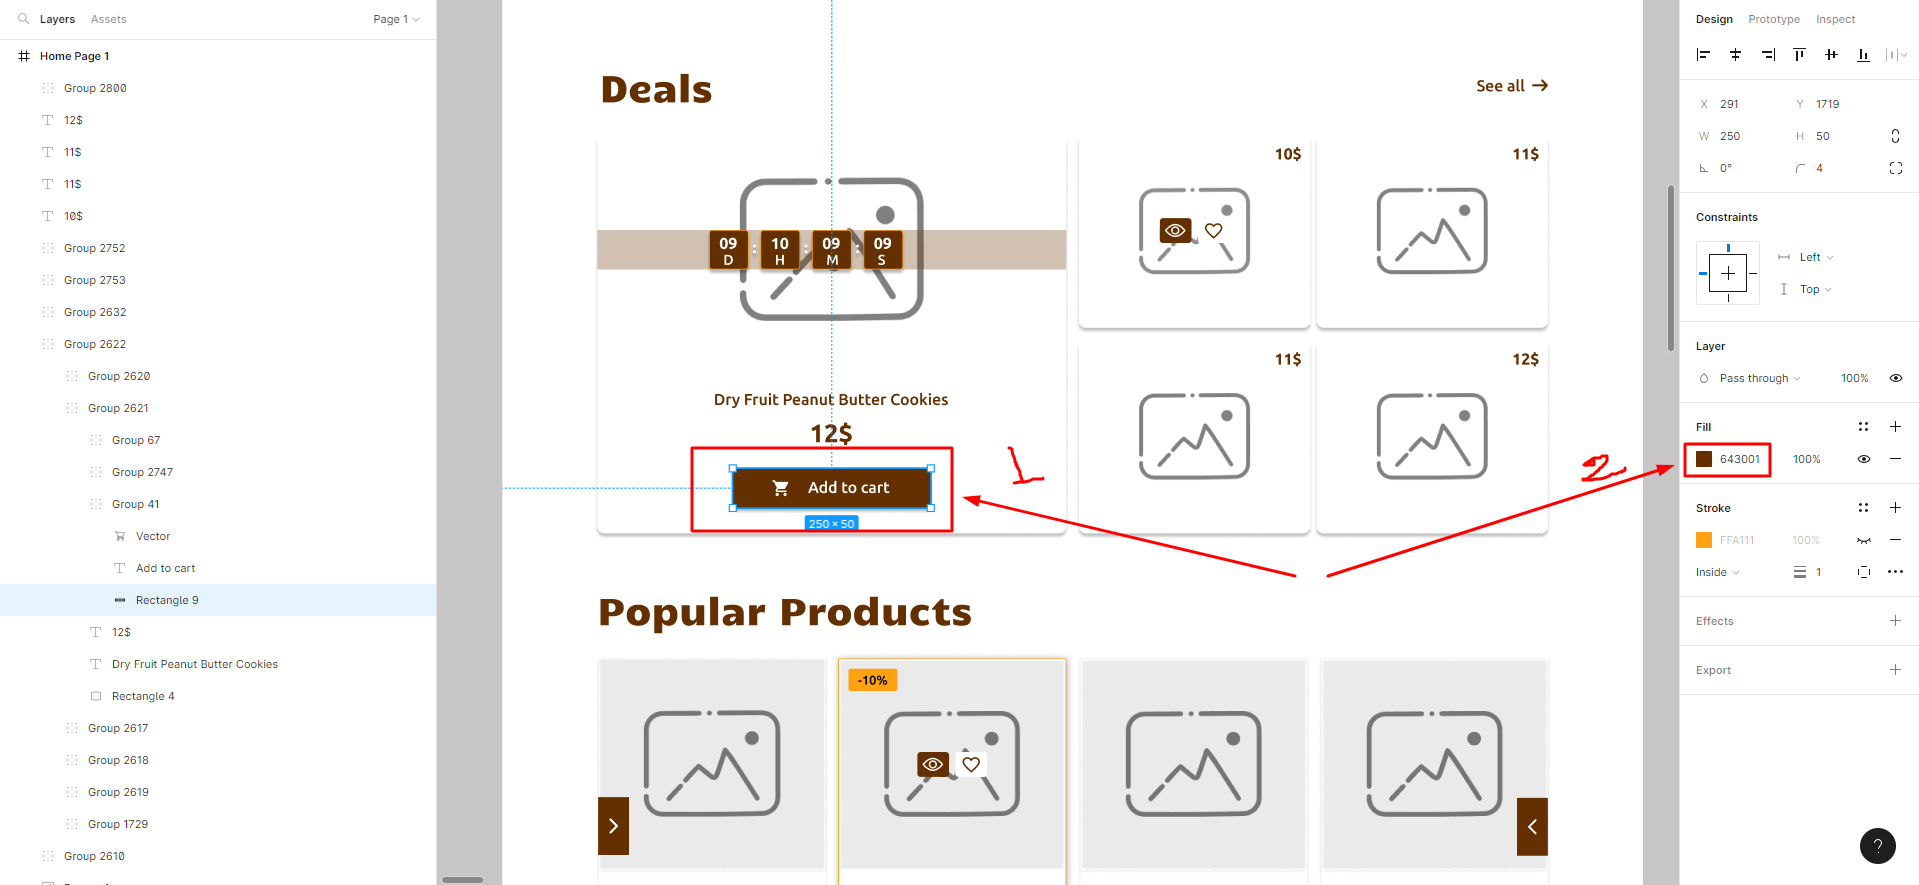 Layers
Assets
Page 1
Home Page 1
Group 2800
12$
11$
11$
10$
Group 2752
Group 2753
Group 2632
Group 2622
Group 2620
Group 2621
Group 67
Group 2747
Group 41
Vector
Add to cart
Rectangle 9
12$
Dry Fruit Peanut Butter Cookies
Rectangle 4
Group 2617
Group 2618
Group 2619
Group 1729
Group 2610
Deals
See all
09 : 10 : 09 : 09
D H M S
Dry Fruit Peanut Butter Cookies
12$
Add to cart
250 × 50
10$
11$
11$
12$
1
2
Popular Products
-10%
Design Prototype Inspect
X 291 Y 1719
W 250 H 50
0° 4
Constraints
Left
Top
Layer
Pass through 100%
Fill
643001 100%
Stroke
FFA111 100%
Inside 1
Effects
Export
?